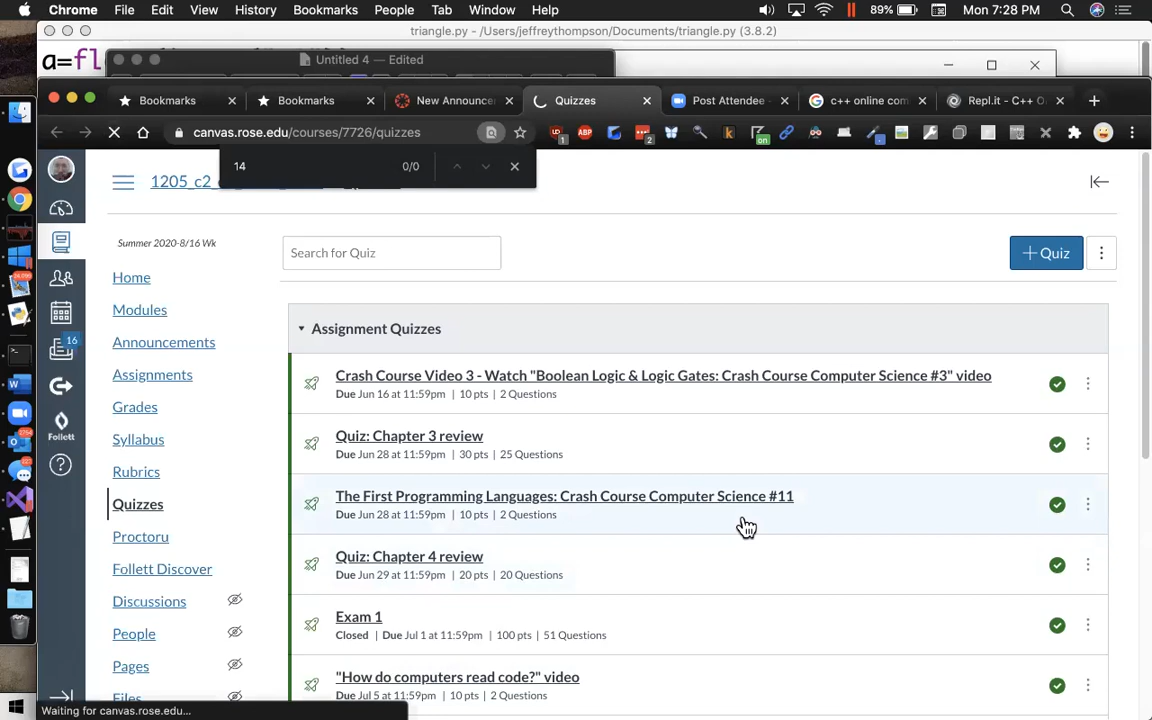 Chrome File Edit View History Bookmarks People Tab Window Help 89% Mon 7:28 PM
triangle.py - /Users/jeffreythompson/Documents/triangle.py (3.8.2)
a=fl
Untitled 4 — Edited
Bookmarks Bookmarks New Announce Quizzes Post Attendee - google c++ online com Repl.it - C++ O
canvas.rose.edu/courses/7726/quizzes
14 0/0
1205_c2_c
Summer 2020-8/16 Wk
Search for Quiz
+ Quiz
Home
Modules
Announcements
Assignments
Grades
Syllabus
Rubrics
Quizzes
Proctoru
Follett Discover
Discussions
People
Pages
Files
16
Follett
Assignment Quizzes
Crash Course Video 3 - Watch "Boolean Logic & Logic Gates: Crash Course Computer Science #3" video
Due Jun 16 at 11:59pm | 10 pts | 2 Questions
Quiz: Chapter 3 review
Due Jun 28 at 11:59pm | 30 pts | 25 Questions
The First Programming Languages: Crash Course Computer Science #11
Due Jun 28 at 11:59pm | 10 pts | 2 Questions
Quiz: Chapter 4 review
Due Jun 29 at 11:59pm | 20 pts | 20 Questions
Exam 1
Closed | Due Jul 1 at 11:59pm | 100 pts | 51 Questions
"How do computers read code?" video
Due Jul 5 at 11:59pm | 10 pts | 2 Questions
Waiting for canvas.rose.edu...